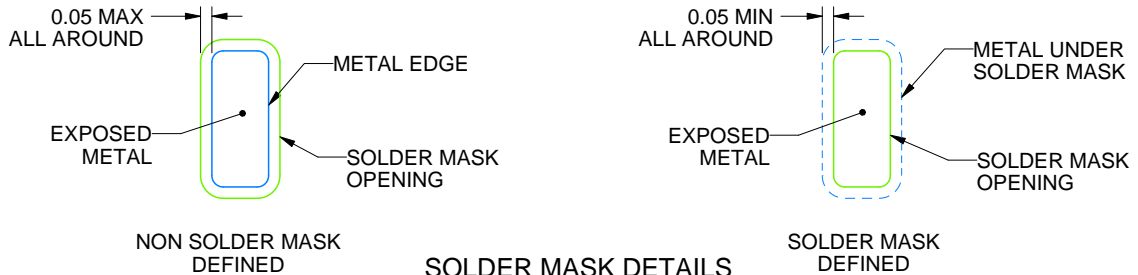 0.05 MAX
ALL AROUND
METAL EDGE
EXPOSED
METAL
SOLDER MASK
OPENING
NON SOLDER MASK
DEFINED
0.05 MIN
ALL AROUND
METAL UNDER
SOLDER MASK
EXPOSED
METAL
SOLDER MASK
OPENING
SOLDER MASK
DEFINED
SOLDER MASK DETAILS